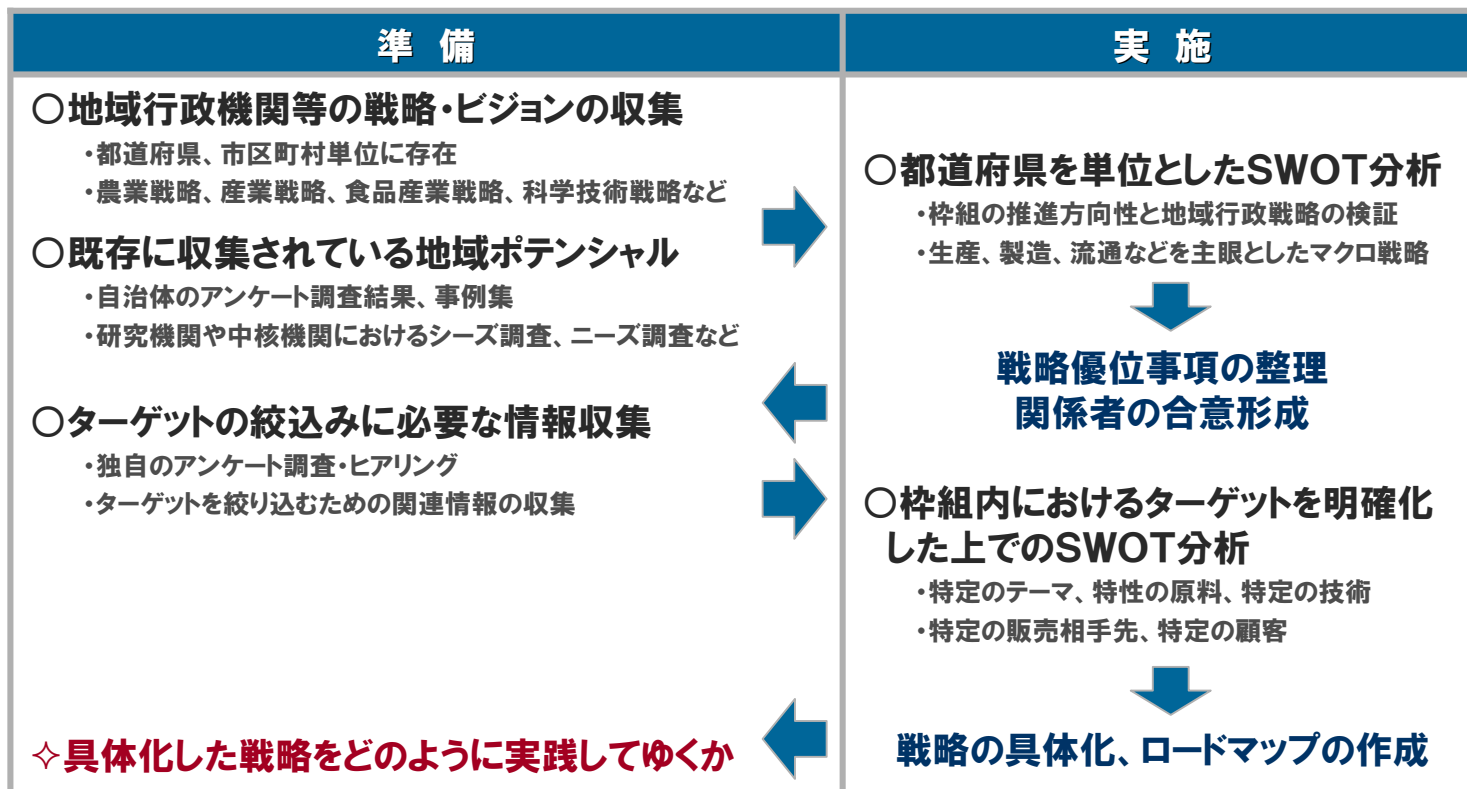 準 備
〇地域行政機関等の戦略・ビジョンの収集
・都道府県、市区町村単位に存在
・農業戦略、産業戦略、食品産業戦略、科学技術戦略など
〇既存に収集されている地域ポテンシャル
・自治体のアンケート調査結果、事例集
・研究機関や中核機関におけるシーズ調査、ニーズ調査など
〇ターゲットの絞込みに必要な情報収集
・独自のアンケート調査・ヒアリング
・ターゲットを絞り込むための関連情報の収集
✧具体化した戦略をどのように実践してゆくか
実 施
〇都道府県を単位としたSWOT分析
・枠組の推進方向性と地域行政戦略の検証
・生産、製造、流通などを主眼としたマクロ戦略
戦略優位事項の整理
関係者の合意形成
〇枠組内におけるターゲットを明確化
した上でのSWOT分析
・特定のテーマ、特性の原料、特定の技術
・特定の販売相手先、特定の顧客
戦略の具体化、ロードマップの作成